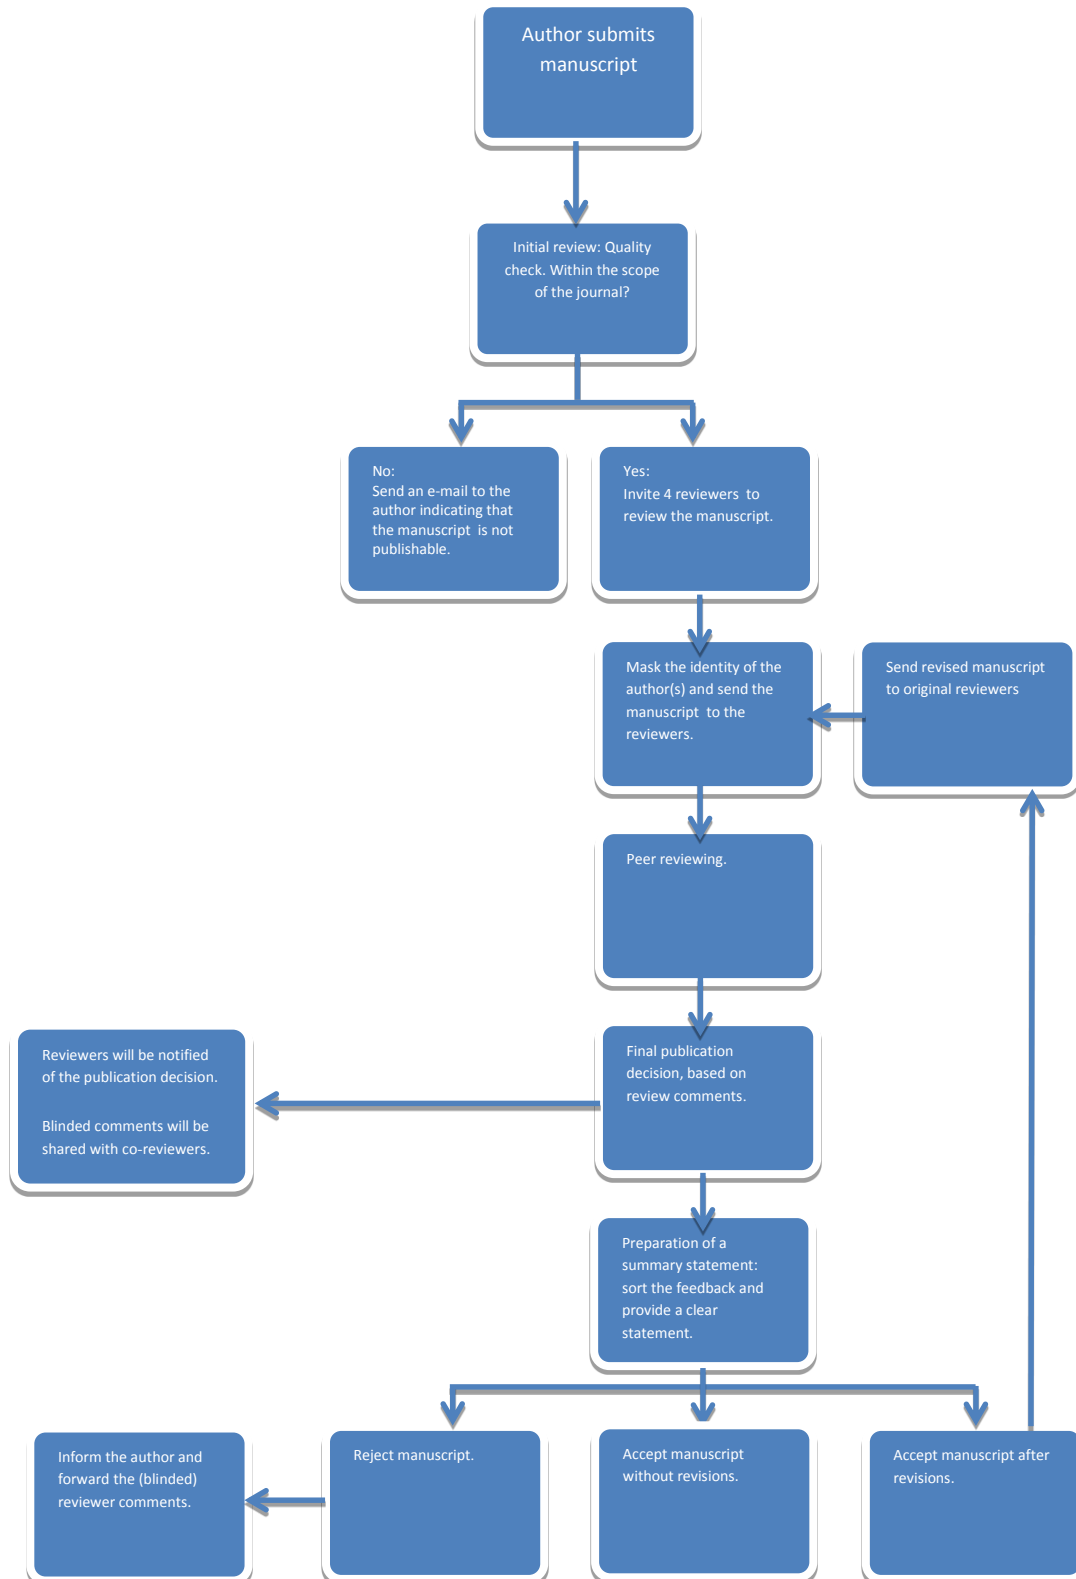 Author submits
manuscript
Initial review: Quality
check. Within the scope
of the journal?
No:
Send an e-mail to the
author indicating that
the manuscript is not
publishable.
Yes:
Invite 4 reviewers to
review the manuscript.
Mask the identity of the
author(s) and send the
manuscript to the
reviewers.
Send revised manuscript
to original reviewers
Peer reviewing.
Reviewers will be notified
of the publication decision.
Blinded comments will be
shared with co-reviewers.
Final publication
decision, based on
review comments.
Preparation of a
summary statement:
sort the feedback and
provide a clear
statement.
Inform the author and
forward the (blinded)
reviewer comments.
Reject manuscript.
Accept manuscript
without revisions.
Accept manuscript after
revisions.